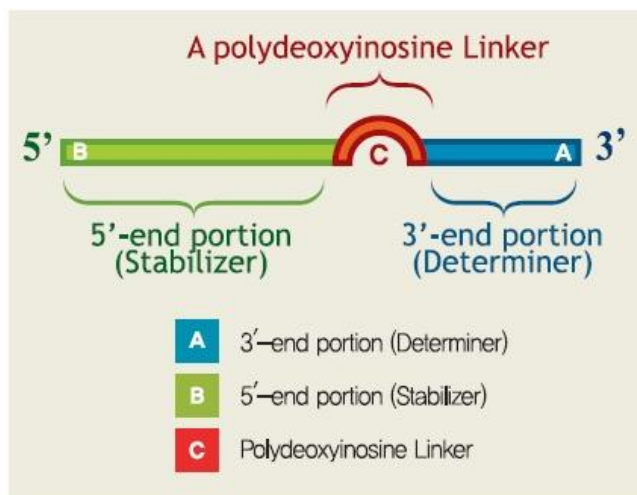 A polydeoxyinosine Linker
5’ B C A 3’
5’-end portion 3’-end portion
(Stabilizer) (Determiner)
A 3′–end portion (Determiner)
B 5′–end portion (Stabilizer)
C Polydeoxyinosine Linker